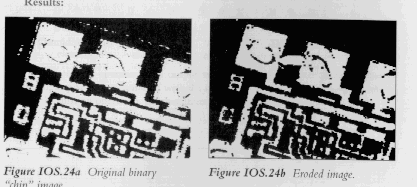 Results:
Figure IOS.24a Original binary
"chip" image.
Figure IOS.24b Eroded image.